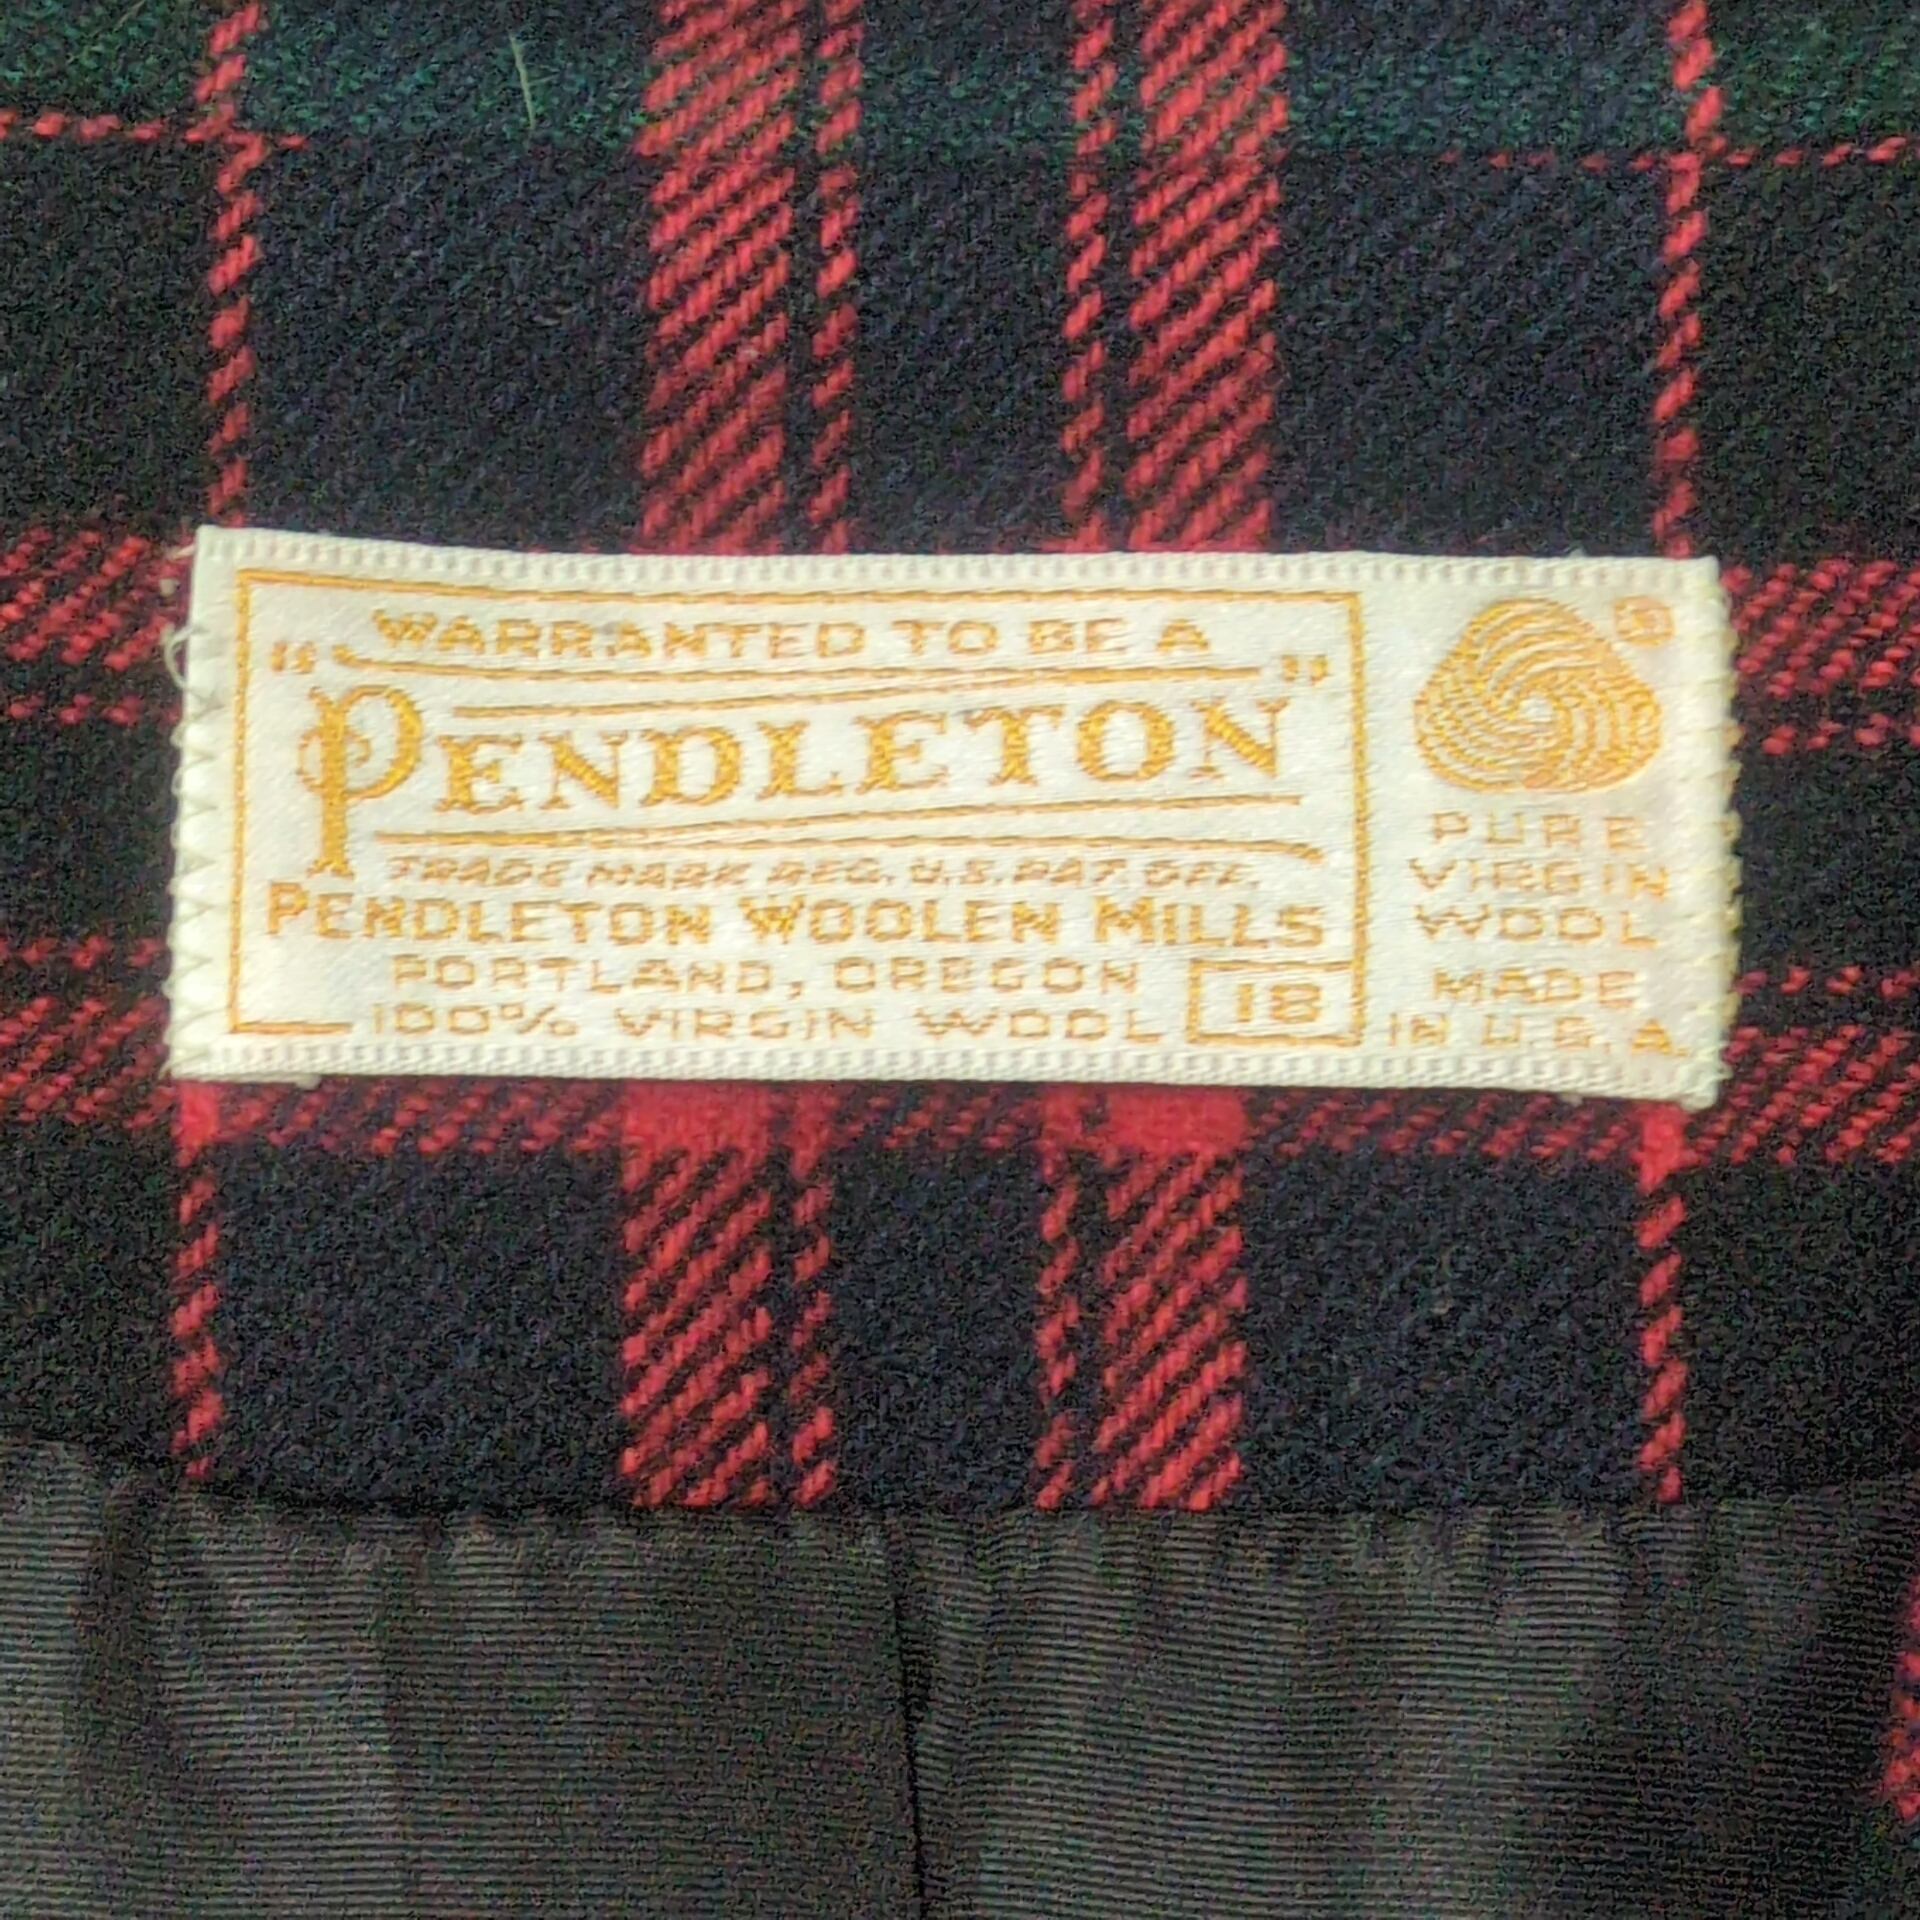 WARRANTED TO BE A
"PENDLETON"
TRADE MARK REG. U.S. PAT. OFF.
PENDLETON WOOLEN MILLS
PORTLAND, OREGON
100% VIRGIN WOOL
18
®
PURE
VIRGIN
WOOL
MADE
IN U.S.A.